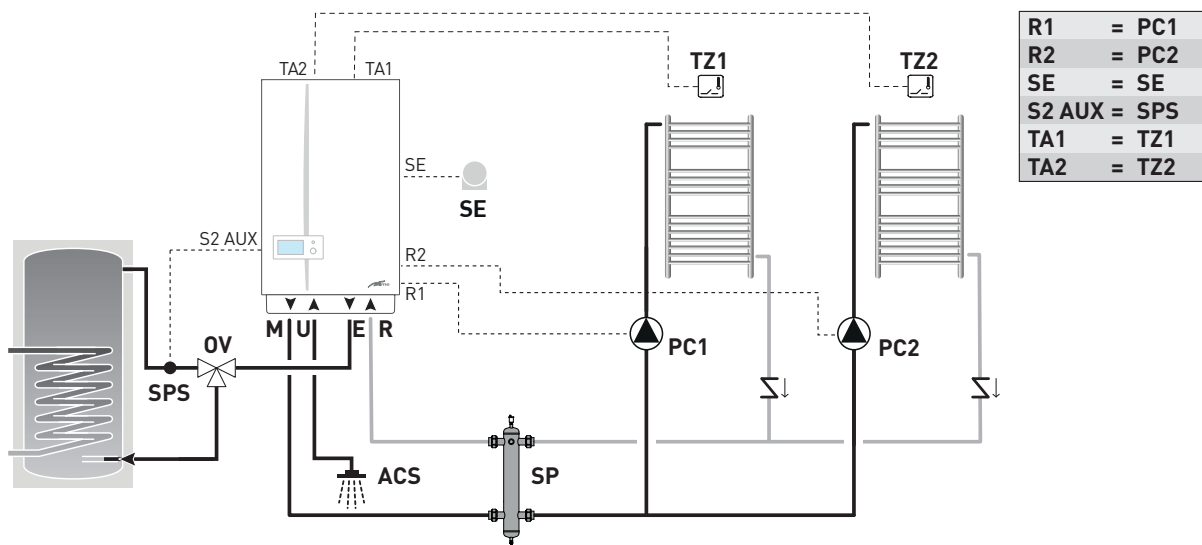 TA2 TA1
TZ1 TZ2
R1 = PC1
R2 = PC2
SE = SE
S2 AUX = SPS
TA1 = TZ1
TA2 = TZ2
SE
SE
S2 AUX
R2
R1
M U E R
OV
PC1
PC2
SPS
ACS
SP